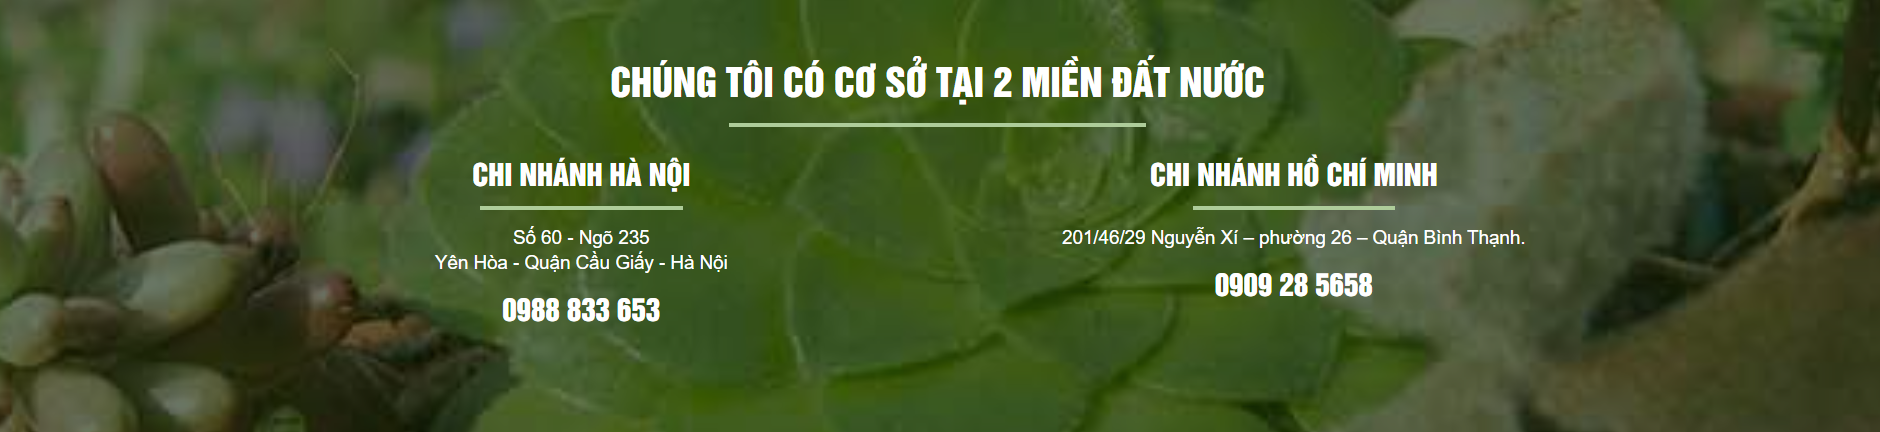 CHÚNG TÔI CÓ CƠ SỞ TẠI 2 MIỀN ĐẤT NƯỚC
CHI NHÁNH HÀ NỘI
Số 60 - Ngõ 235
Yên Hòa - Quận Cầu Giấy - Hà Nội
0988 833 653
CHI NHÁNH HỒ CHÍ MINH
201/46/29 Nguyễn Xí – phường 26 – Quận Bình Thạnh.
0909 28 5658